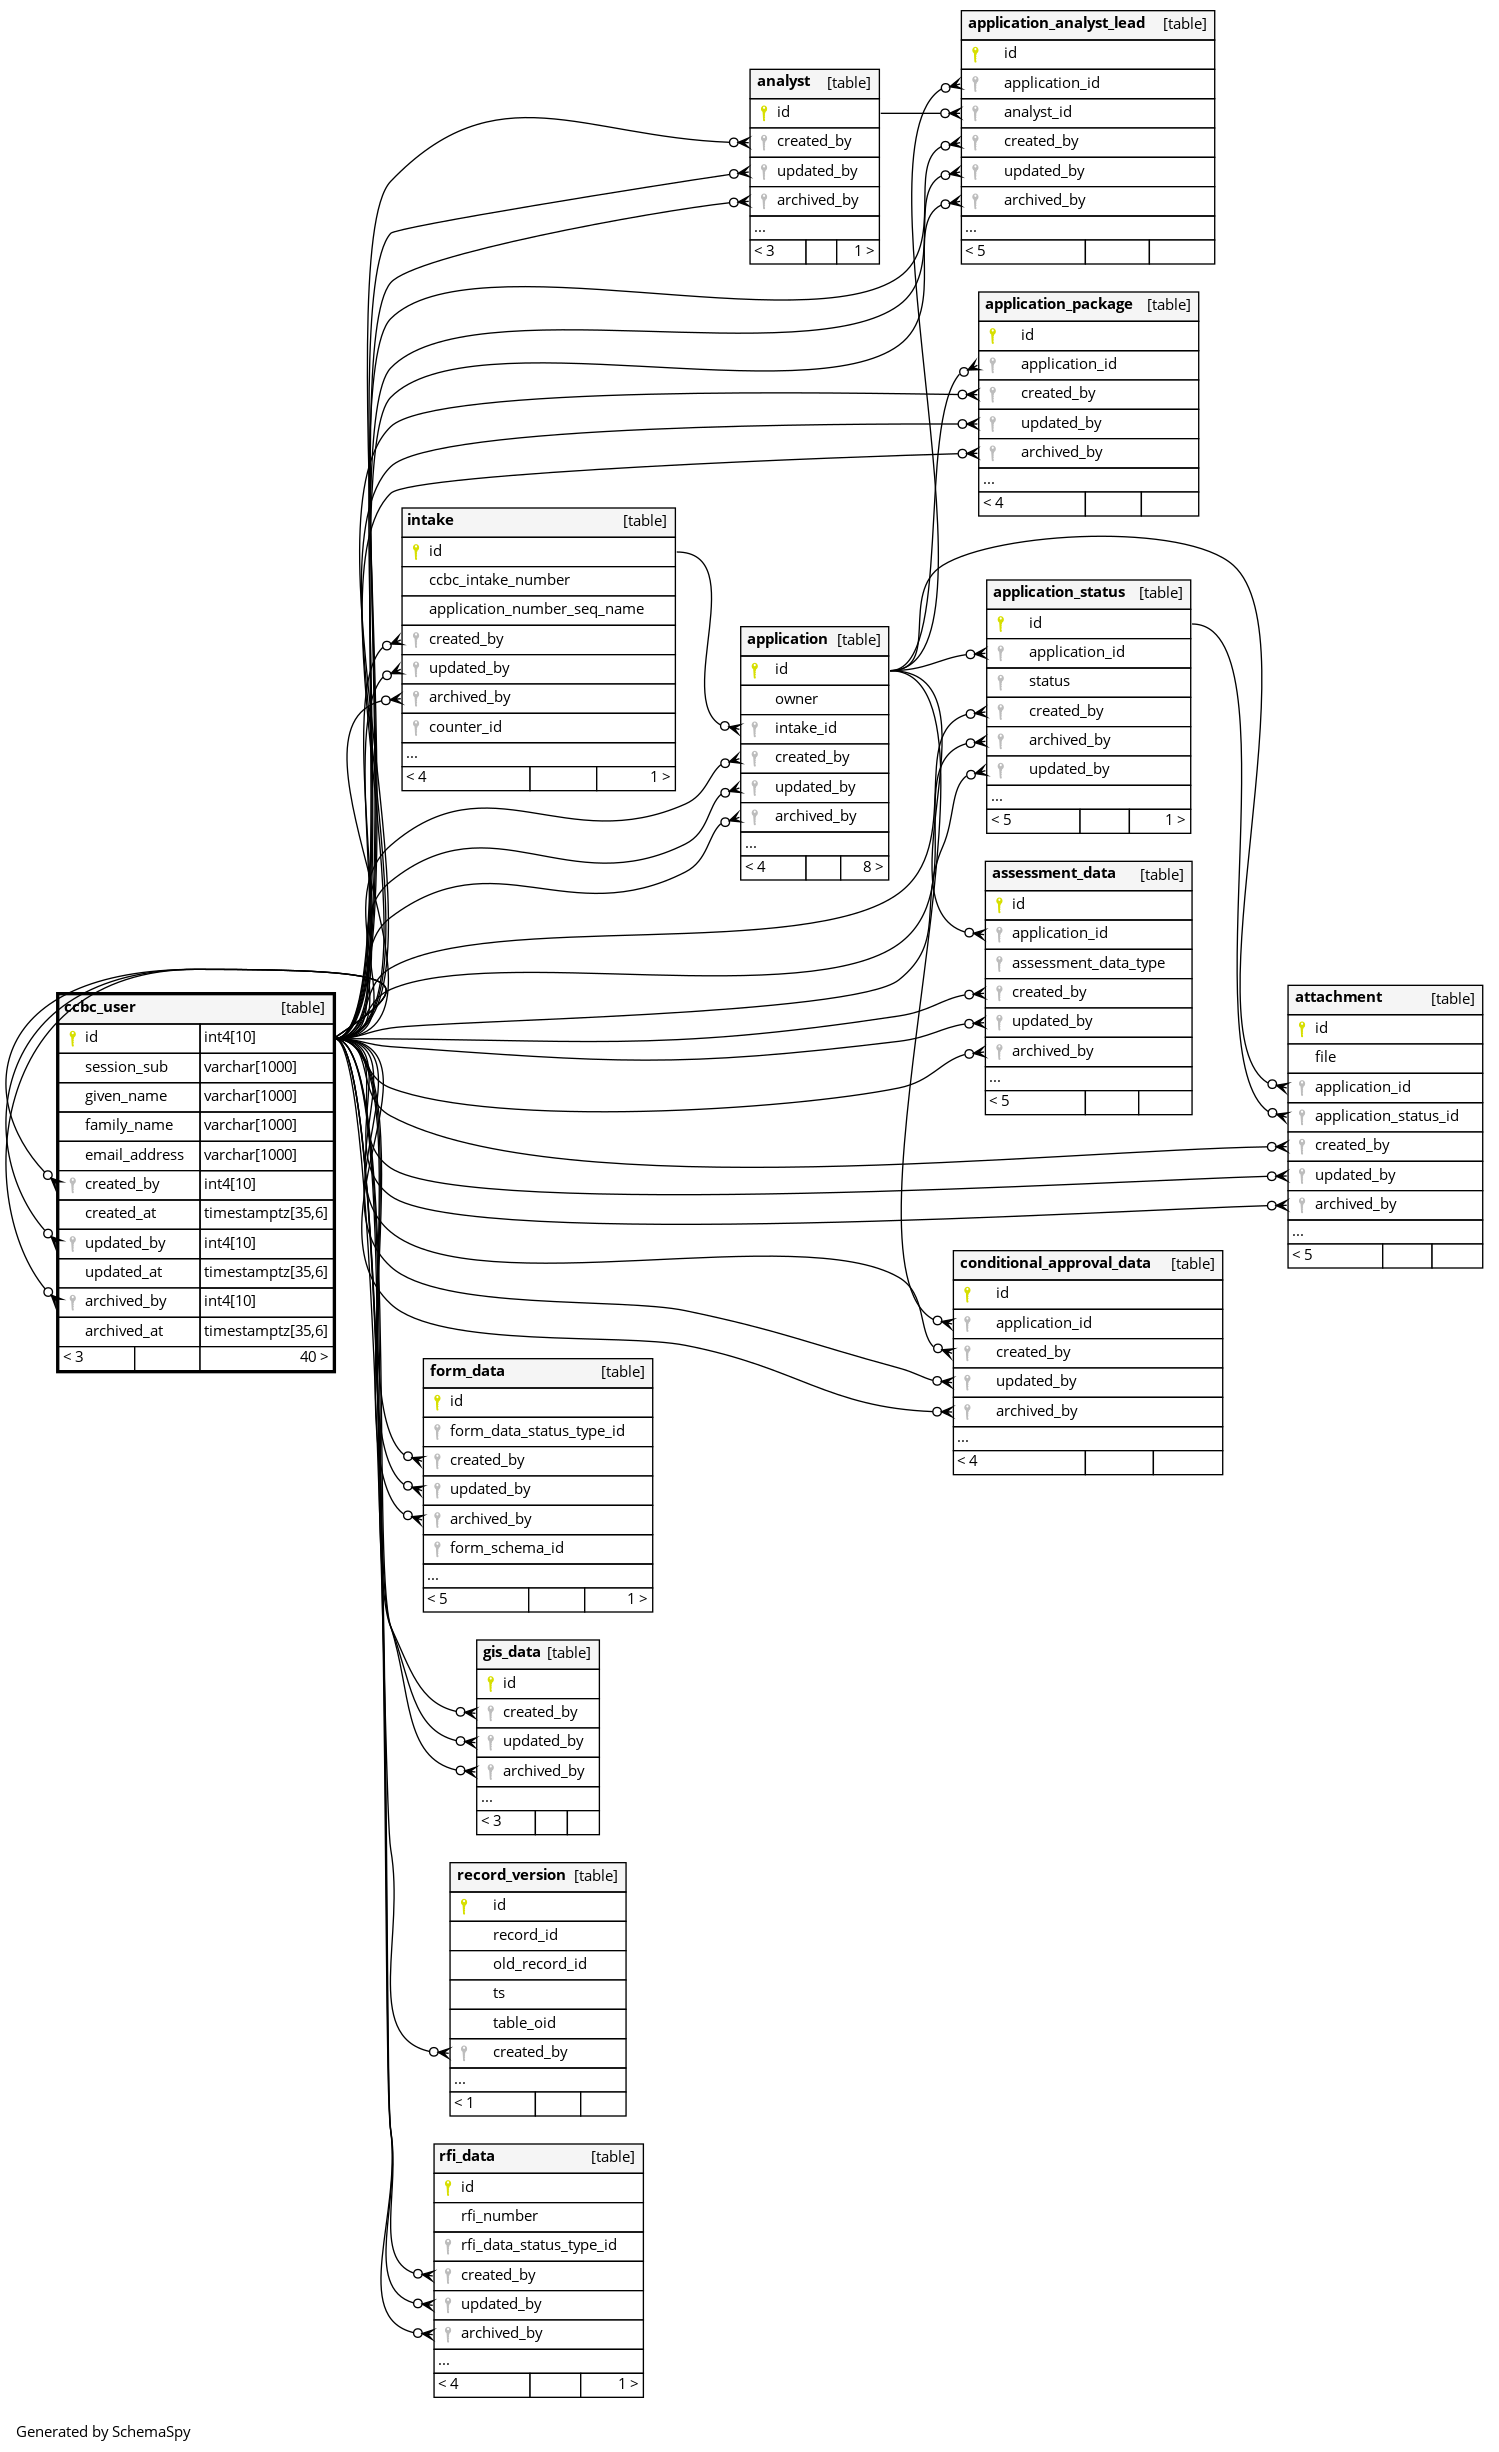 application_analyst_lead [table]
id
application_id
analyst_id
created_by
updated_by
archived_by
...
< 5
analyst [table]
id
created_by
updated_by
archived_by
...
< 3 1 >
application_package [table]
id
application_id
created_by
updated_by
archived_by
...
< 4
intake [table]
id
ccbc_intake_number
application_number_seq_name
created_by
updated_by
archived_by
counter_id
...
< 4 1 >
application [table]
id
owner
intake_id
created_by
updated_by
archived_by
...
< 4 8 >
application_status [table]
id
application_id
status
created_by
archived_by
updated_by
...
< 5 1 >
assessment_data [table]
id
application_id
assessment_data_type
created_by
updated_by
archived_by
...
< 5
attachment [table]
id
file
application_id
application_status_id
created_by
updated_by
archived_by
...
< 5
ccbc_user [table]
id int4[10]
session_sub varchar[1000]
given_name varchar[1000]
family_name varchar[1000]
email_address varchar[1000]
created_by int4[10]
created_at timestamptz[35,6]
updated_by int4[10]
updated_at timestamptz[35,6]
archived_by int4[10]
archived_at timestamptz[35,6]
< 3 40 >
conditional_approval_data [table]
id
application_id
created_by
updated_by
archived_by
...
< 4
form_data [table]
id
form_data_status_type_id
created_by
updated_by
archived_by
form_schema_id
...
< 5 1 >
gis_data [table]
id
created_by
updated_by
archived_by
...
< 3
record_version [table]
id
record_id
old_record_id
ts
table_oid
created_by
...
< 1
rfi_data [table]
id
rfi_number
rfi_data_status_type_id
created_by
updated_by
archived_by
...
< 4 1 >
Generated by SchemaSpy